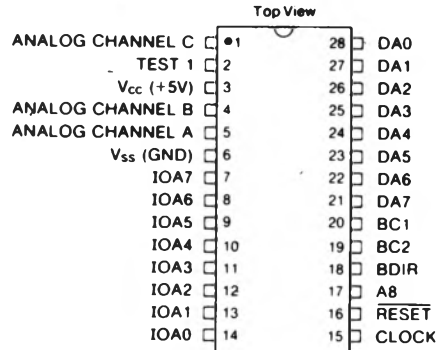 Top View
ANALOG CHANNEL C 1 28 DA0
TEST 1 2 27 DA1
VCC (+5V) 3 26 DA2
ANALOG CHANNEL B 4 25 DA3
ANALOG CHANNEL A 5 24 DA4
VSS (GND) 6 23 DA5
IOA7 7 22 DA6
IOA6 8 21 DA7
IOA5 9 20 BC1
IOA4 10 19 BC2
IOA3 11 18 BDIR
IOA2 12 17 A8
IOA1 13 16 RESET
IOA0 14 15 CLOCK